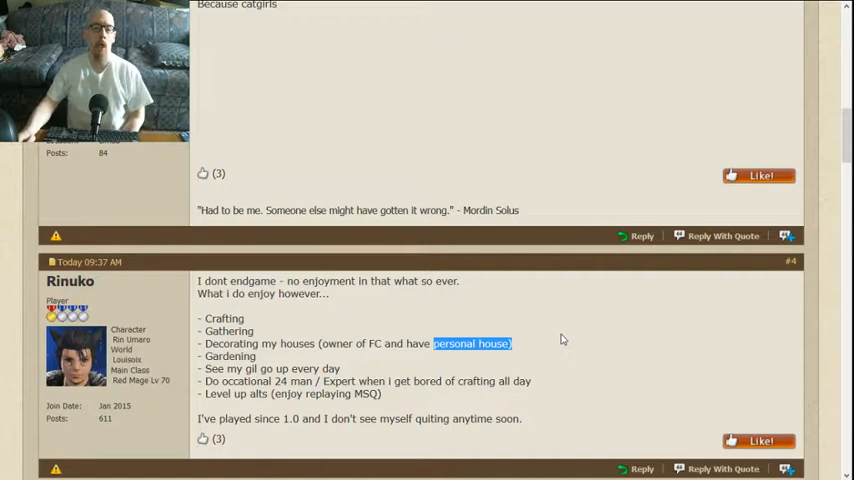 Because catgirls
Posts: 84
(3)
Like!
"Had to be me. Someone else might have gotten it wrong." - Mordin Solus
Reply Reply With Quote
Today 09:37 AM #4
Rinuko
Player
Character
Rin Umaro
World
Louisoix
Main Class
Red Mage Lv 70
Join Date: Jan 2015
Posts: 611
I dont endgame - no enjoyment in that what so ever.
What i do enjoy however...
- Crafting
- Gathering
- Decorating my houses (owner of FC and have personal house)
- Gardening
- See my gil go up every day
- Do occational 24 man / Expert when i get bored of crafting all day
- Level up alts (enjoy replaying MSQ)
I've played since 1.0 and I don't see myself quiting anytime soon.
(3)
Like!
Reply Reply With Quote